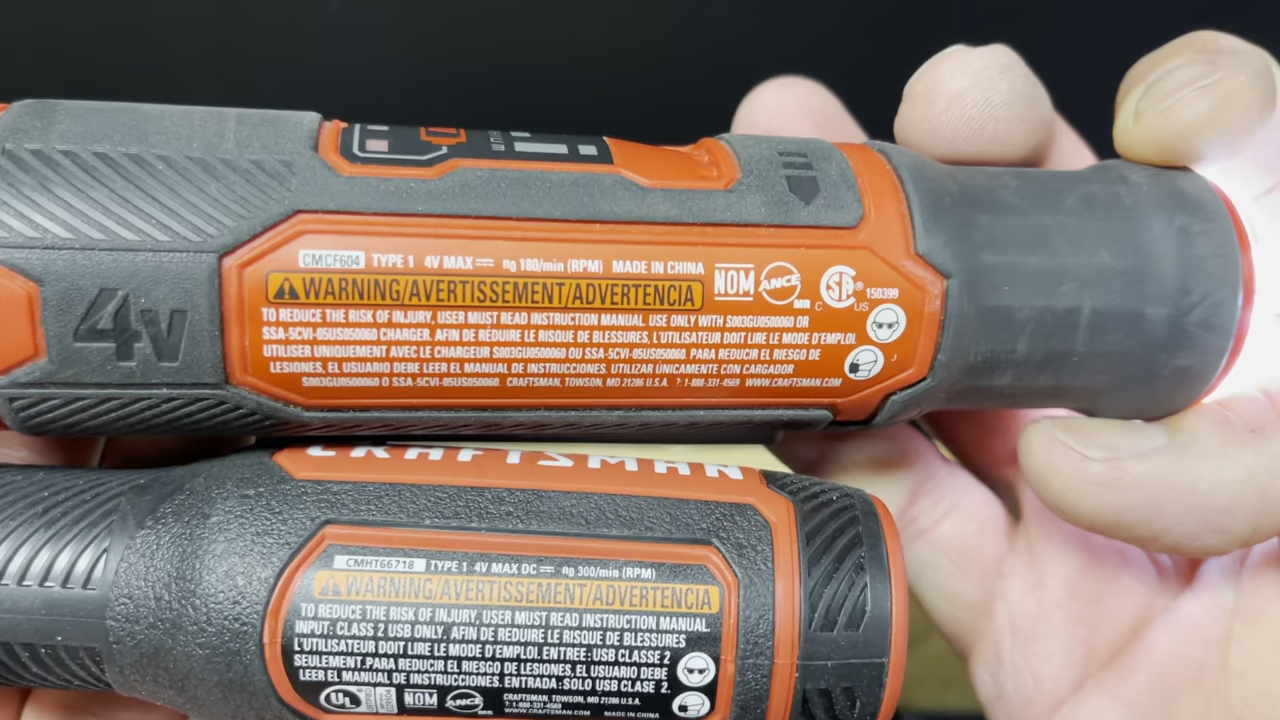 4V
CMCF604 TYPE 1 4V MAX⎓ n0 180/min (RPM) MADE IN CHINA
WARNING/AVERTISSEMENT/ADVERTENCIA
NOM ANCE MR C SA® US 150399
TO REDUCE THE RISK OF INJURY, USER MUST READ INSTRUCTION MANUAL. USE ONLY WITH S003GU0500060 OR
SSA-5CVI-05US050060 CHARGER. AFIN DE RÉDUIRE LE RISQUE DE BLESSURES, L'UTILISATEUR DOIT LIRE LE MODE D'EMPLOI.
UTILISER UNIQUEMENT AVEC LE CHARGEUR S003GU0500060 OU SSA-5CVI-05US050060. PARA REDUCIR EL RIESGO DE
LESIONES, EL USUARIO DEBE LEER EL MANUAL DE INSTRUCCIONES. UTILIZAR ÚNICAMENTE CON CARGADOR
S003GU0500060 O SSA-5CVI-05US050060. CRAFTSMAN, TOWSON, MD 21286 U.S.A. ?: 1-888-331-4569 WWW.CRAFTSMAN.COM
CRAFTSMAN
CMHT66718 TYPE 1 4V MAX DC⎓ n0 300/min (RPM)
WARNING/AVERTISSEMENT/ADVERTENCIA
TO REDUCE THE RISK OF INJURY, USER MUST READ INSTRUCTION MANUAL.
INPUT: CLASS 2 USB ONLY. AFIN DE REDUIRE LE RISQUE DE BLESSURES
L'UTILISATEUR DOIT LIRE LE MODE D'EMPLOI. ENTREE: USB CLASSE 2
SEULEMENT. PARA REDUCIR EL RIESGO DE LESIONES, EL USUARIO DEBE
LEER EL MANUAL DE INSTRUCCIONES. ENTRADA: SOLO USB CLASE 2.
UL® NOM ANCE MR
CRAFTSMAN, TOWSON, MD 21286 U.S.A.
?: 1-888-331-4569
WWW.CRAFTSMAN.COM MADE IN CHINA